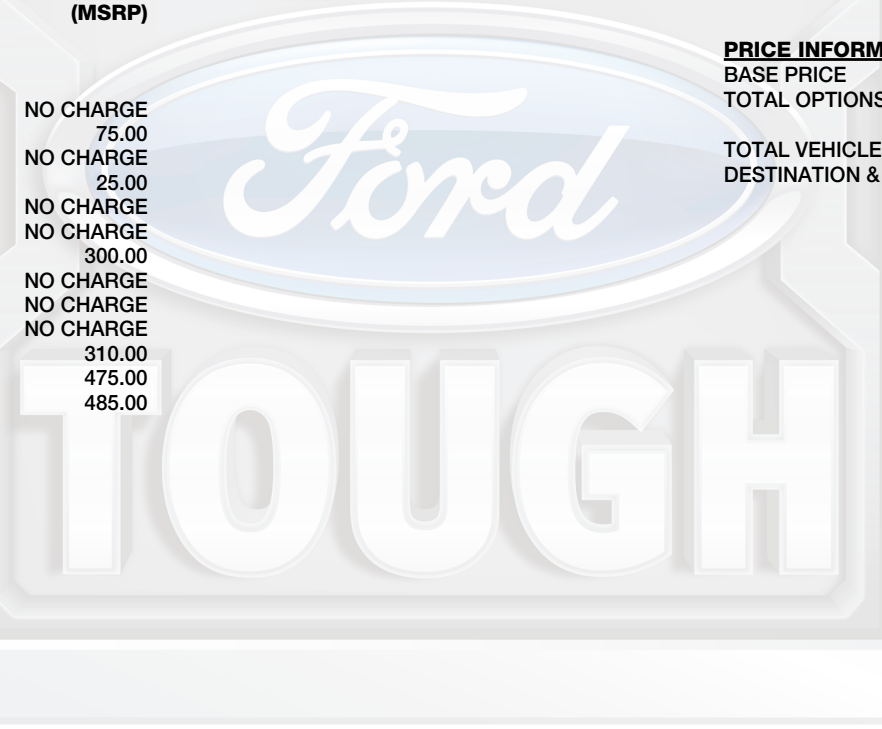 (MSRP)
NO CHARGE
75.00
NO CHARGE
25.00
NO CHARGE
NO CHARGE
300.00
NO CHARGE
NO CHARGE
NO CHARGE
310.00
475.00
485.00
PRICE INFORM
BASE PRICE
TOTAL OPTIONS
TOTAL VEHICLE
DESTINATION &
Ford
TOUGH